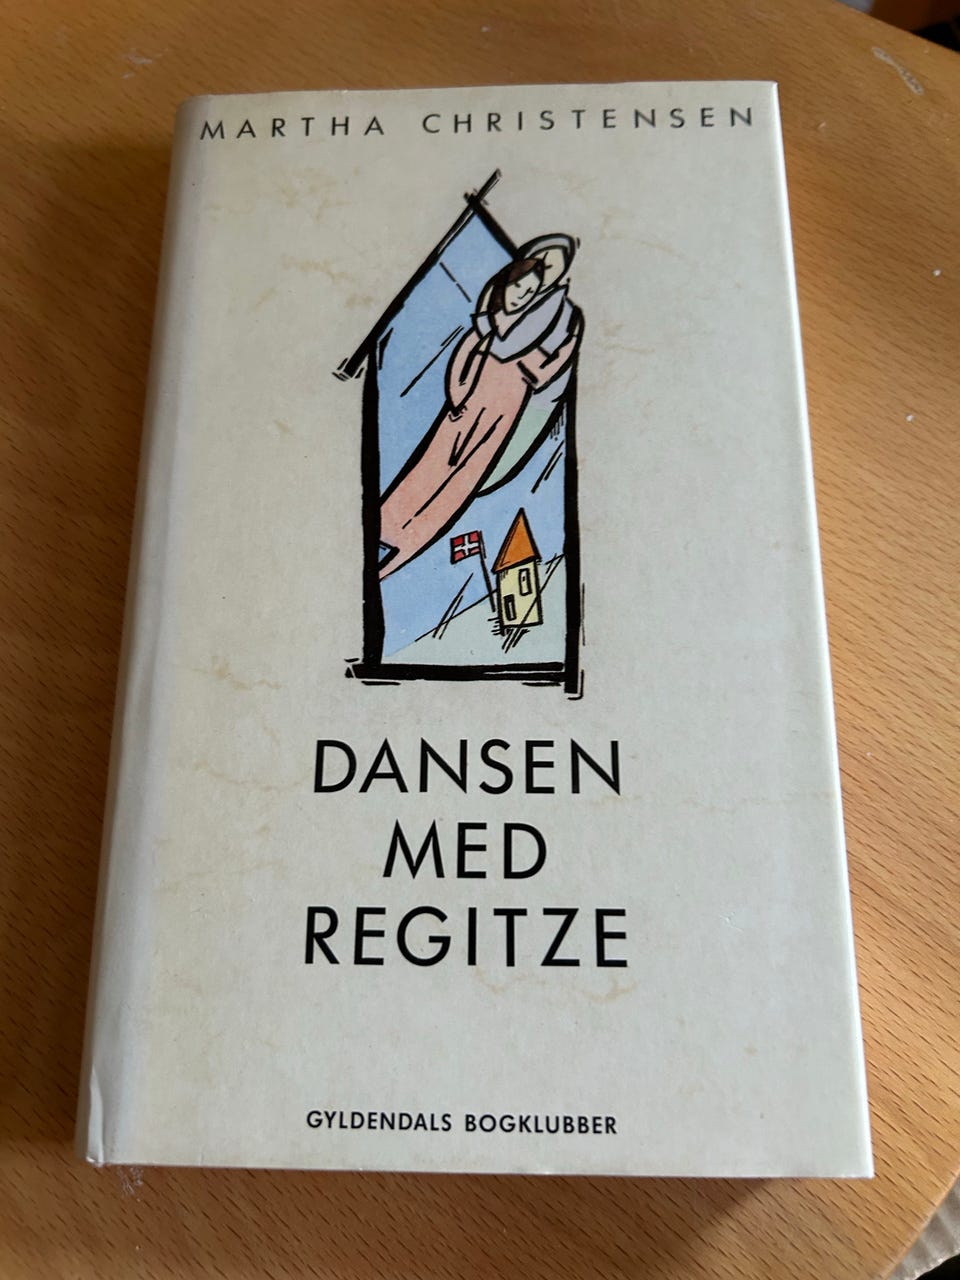 MARTHA CHRISTENSEN
DANSEN
MED
REGITZE
GYLDENDALS BOGKLUBBER